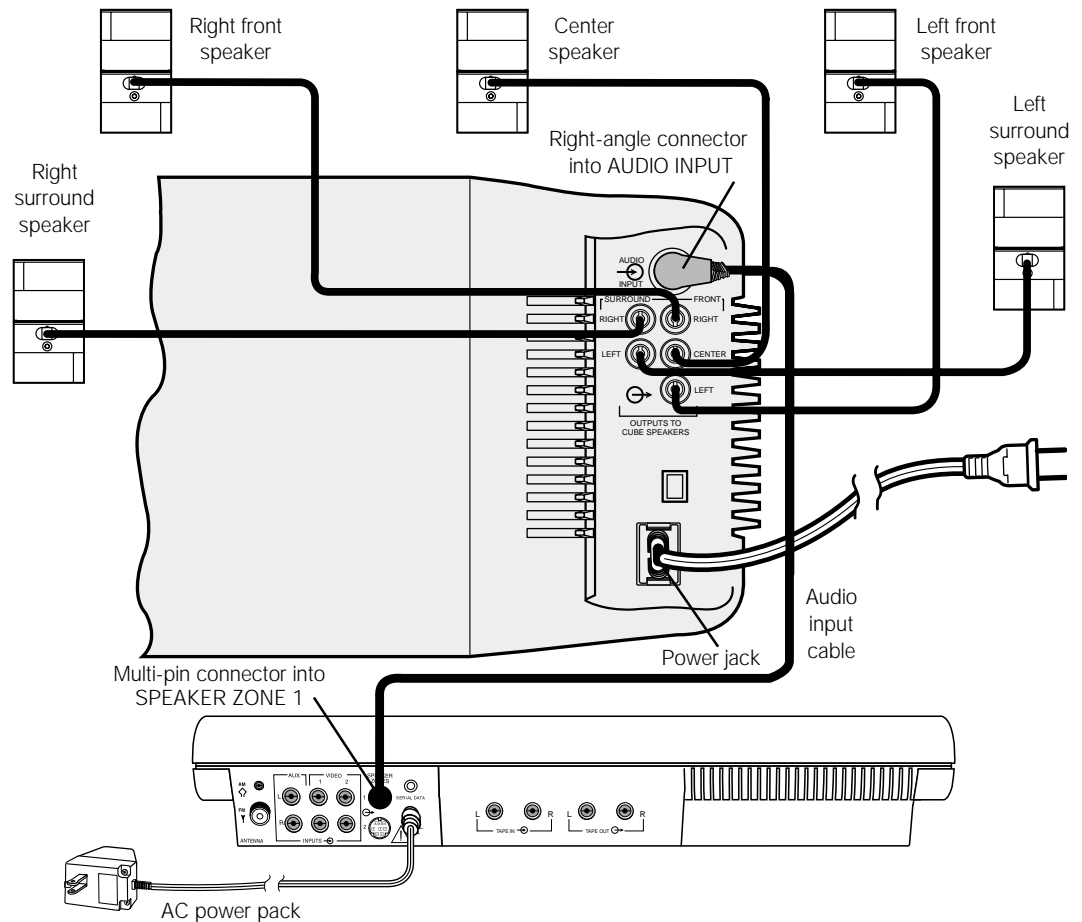 Right front
speaker
Center
speaker
Left front
speaker
Left
surround
speaker
Right-angle connector
into AUDIO INPUT
Right
surround
speaker
AUDIO
INPUT
SURROUND
FRONT
RIGHT
RIGHT
LEFT
CENTER
LEFT
OUTPUTS TO
CUBE SPEAKERS
Audio
input
cable
Power jack
Multi-pin connector into
SPEAKER ZONE 1
AM
FM
ANTENNA
AUX
VIDEO
1
2
L
R
INPUTS
1
2
SERIAL DATA
L
R
TAPE IN
L
R
TAPE OUT
AC power pack